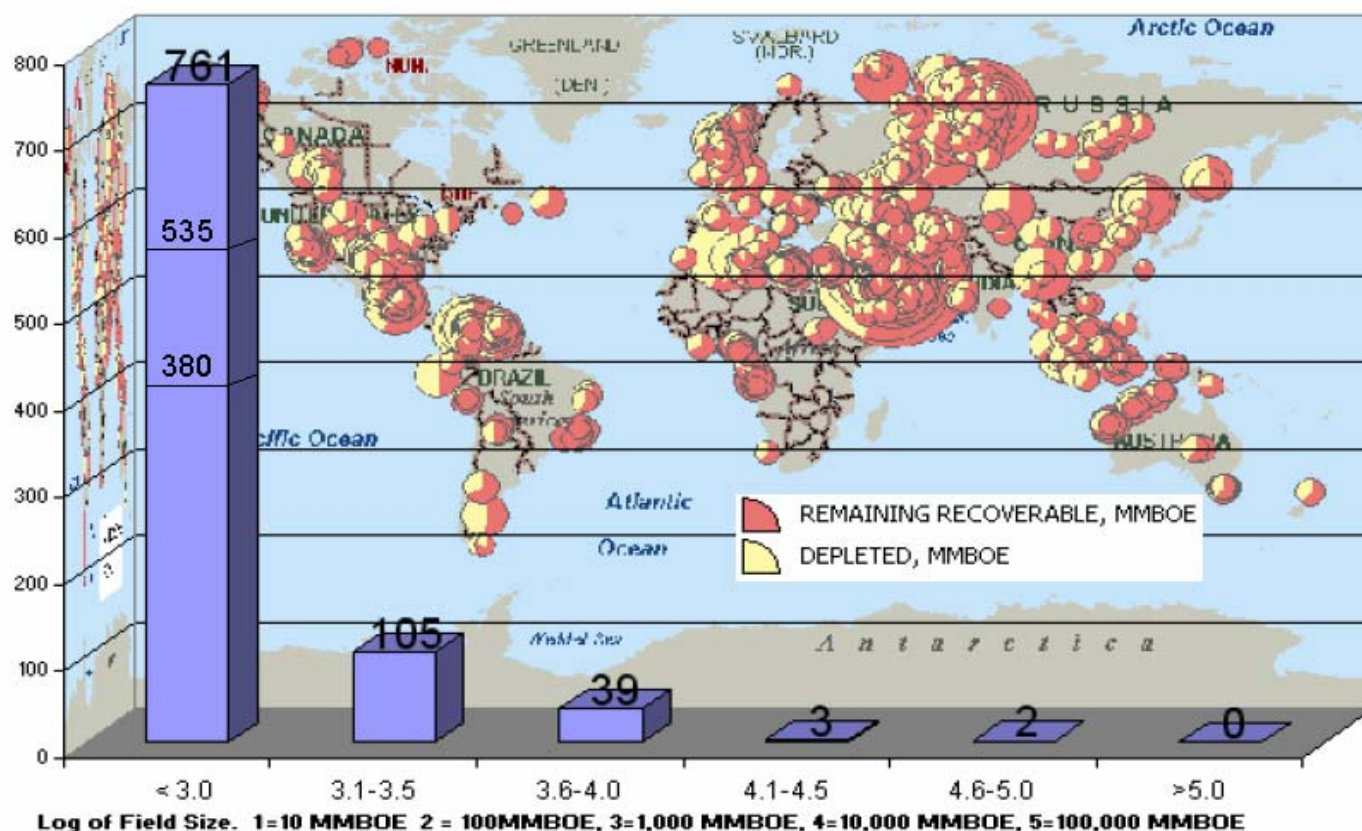 Arctic Ocean
GREENLAND
(DEN.)
SVALBARD
(NOR.)
NUN.
RUSSIA
CANADA
BRAZIL
South
AUSTRALIA
Atlantic
Ocean
Antarctica
800
700
600
500
400
300
200
100
0
761
535
380
105
39
3
2
0
REMAINING RECOVERABLE, MMBOE
DEPLETED, MMBOE
< 3.0 3.1-3.5 3.6-4.0 4.1-4.5 4.6-5.0 >5.0
Log of Field Size. 1=10 MMBOE 2 = 100MMBOE, 3=1,000 MMBOE, 4=10,000 MMBOE, 5=100,000 MMBOE